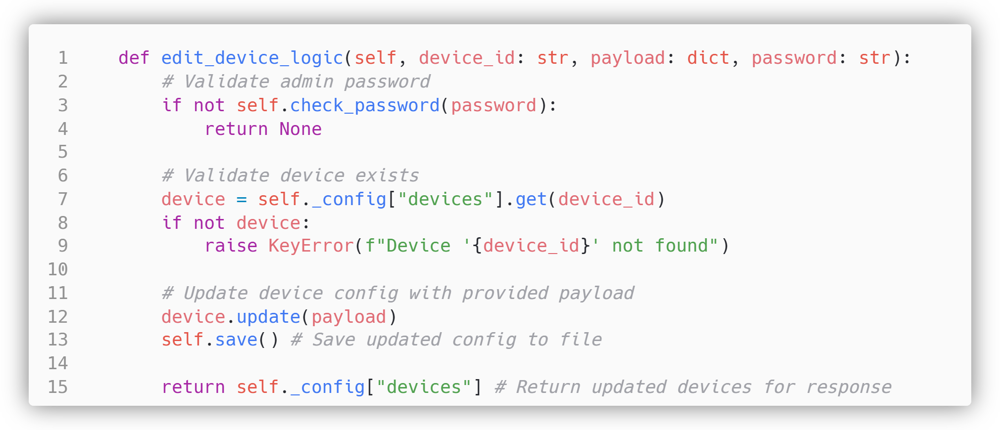 1    def edit_device_logic(self, device_id: str, payload: dict, password: str):
2        # Validate admin password
3        if not self.check_password(password):
4            return None
5
6        # Validate device exists
7        device = self._config["devices"].get(device_id)
8        if not device:
9            raise KeyError(f"Device '{device_id}' not found")
10
11        # Update device config with provided payload
12        device.update(payload)
13        self.save() # Save updated config to file
14
15        return self._config["devices"] # Return updated devices for response